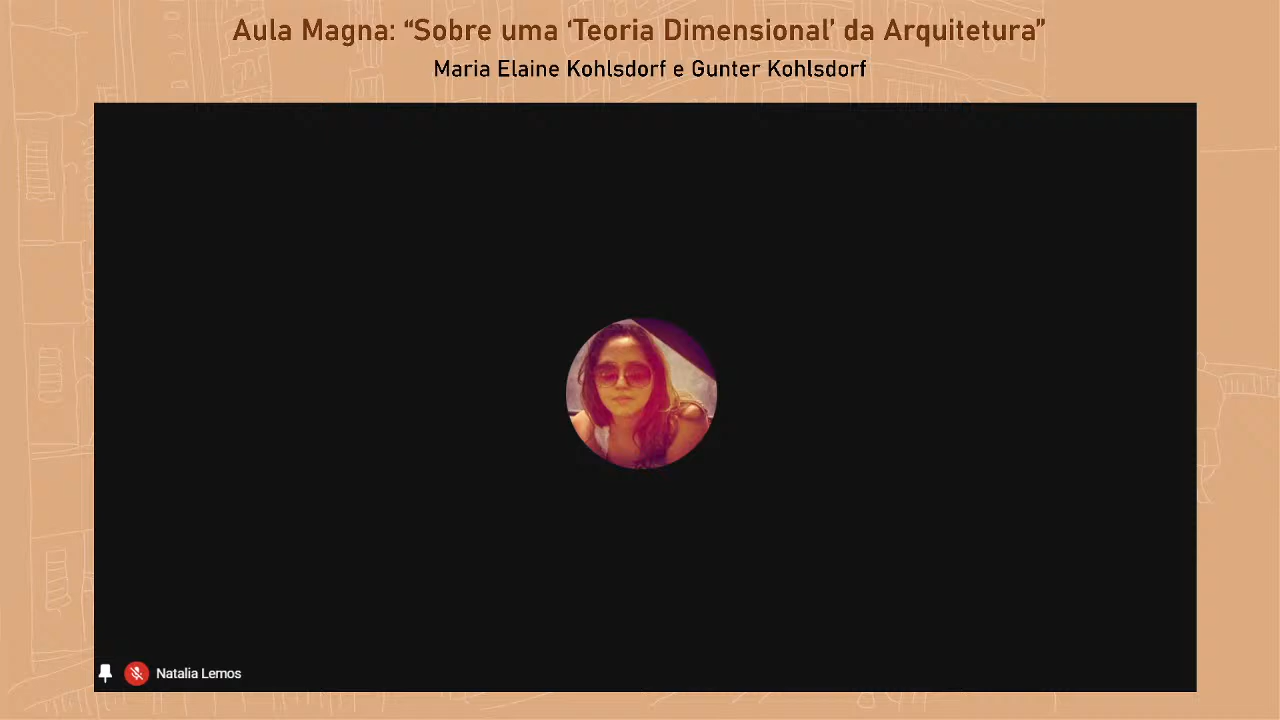 Aula Magna: “Sobre uma ‘Teoria Dimensional’ da Arquitetura”
Maria Elaine Kohlsdorf e Gunter Kohlsdorf
Natalia Lemos